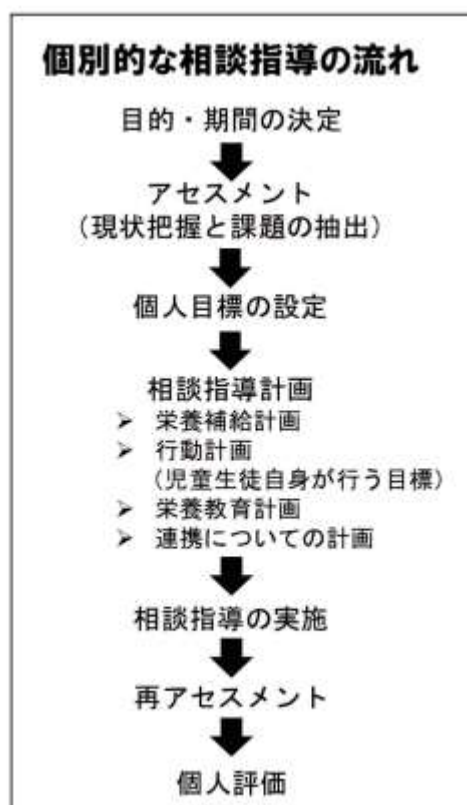 個別的な相談指導の流れ
目的・期間の決定
アセスメント
（現状把握と課題の抽出）
個人目標の設定
相談指導計画
➢ 栄養補給計画
➢ 行動計画
（児童生徒自身が行う目標）
➢ 栄養教育計画
➢ 連携についての計画
相談指導の実施
再アセスメント
個人評価